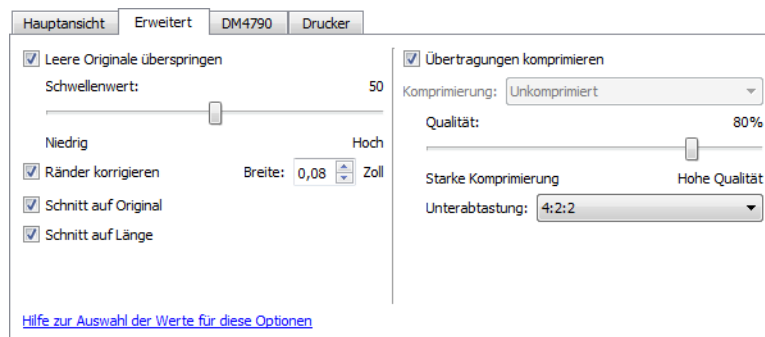 Hauptansicht Erweitert DM4790 Drucker
Leere Originale überspringen
Schwellenwert: 50
Niedrig Hoch
Ränder korrigieren Breite: 0,08 Zoll
Schnitt auf Original
Schnitt auf Länge
Hilfe zur Auswahl der Werte für diese Optionen
Übertragungen komprimieren
Komprimierung: Unkomprimiert
Qualität: 80%
Starke Komprimierung Hohe Qualität
Unterabtastung: 4:2:2